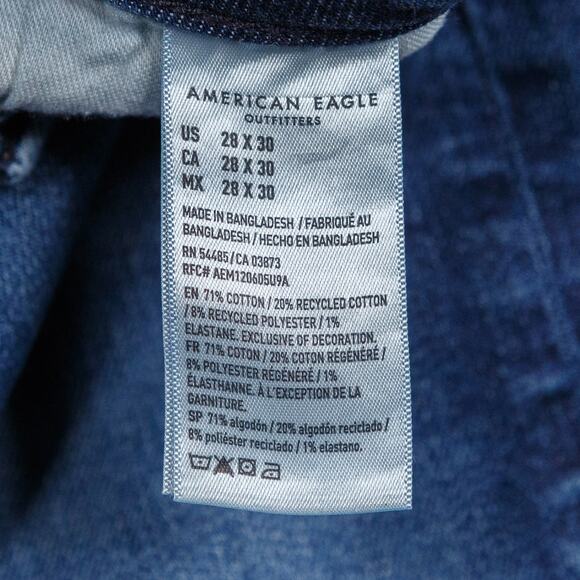 AMERICAN EAGLE
OUTFITTERS
US 28 X 30
CA 28 X 30
MX 28 X 30
MADE IN BANGLADESH / FABRIQUÉ AU
BANGLADESH / HECHO EN BANGLADESH
RN 54485/CA 03873
RFC# AEM120605U9A
EN 71% COTTON / 20% RECYCLED COTTON
/ 8% RECYCLED POLYESTER / 1%
ELASTANE. EXCLUSIVE OF DECORATION.
FR 71% COTON / 20% COTON RÉGÉNÉRÉ /
8% POLYESTER RÉGÉNÉRÉ / 1%
ÉLASTHANNE. À L'EXCEPTION DE LA
GARNITURE.
SP 71% algodón / 20% algodón reciclado /
8% poliéster reciclado / 1% elastano.